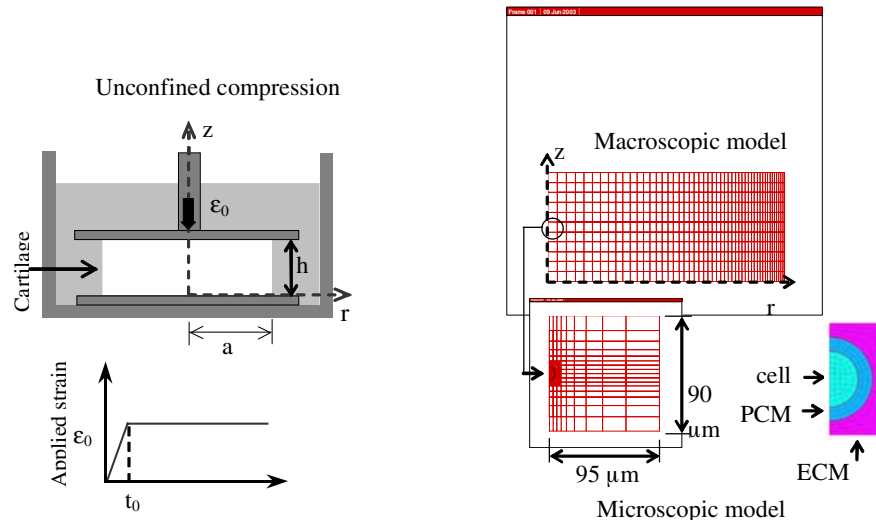 Unconfined compression
z
ε0
Cartilage
h
r
a
Applied strain
ε0
t0
Frame 001 | 09 Jun 2003
Macroscopic model
z
r
90
µm
95 µm
cell
PCM
ECM
Microscopic model